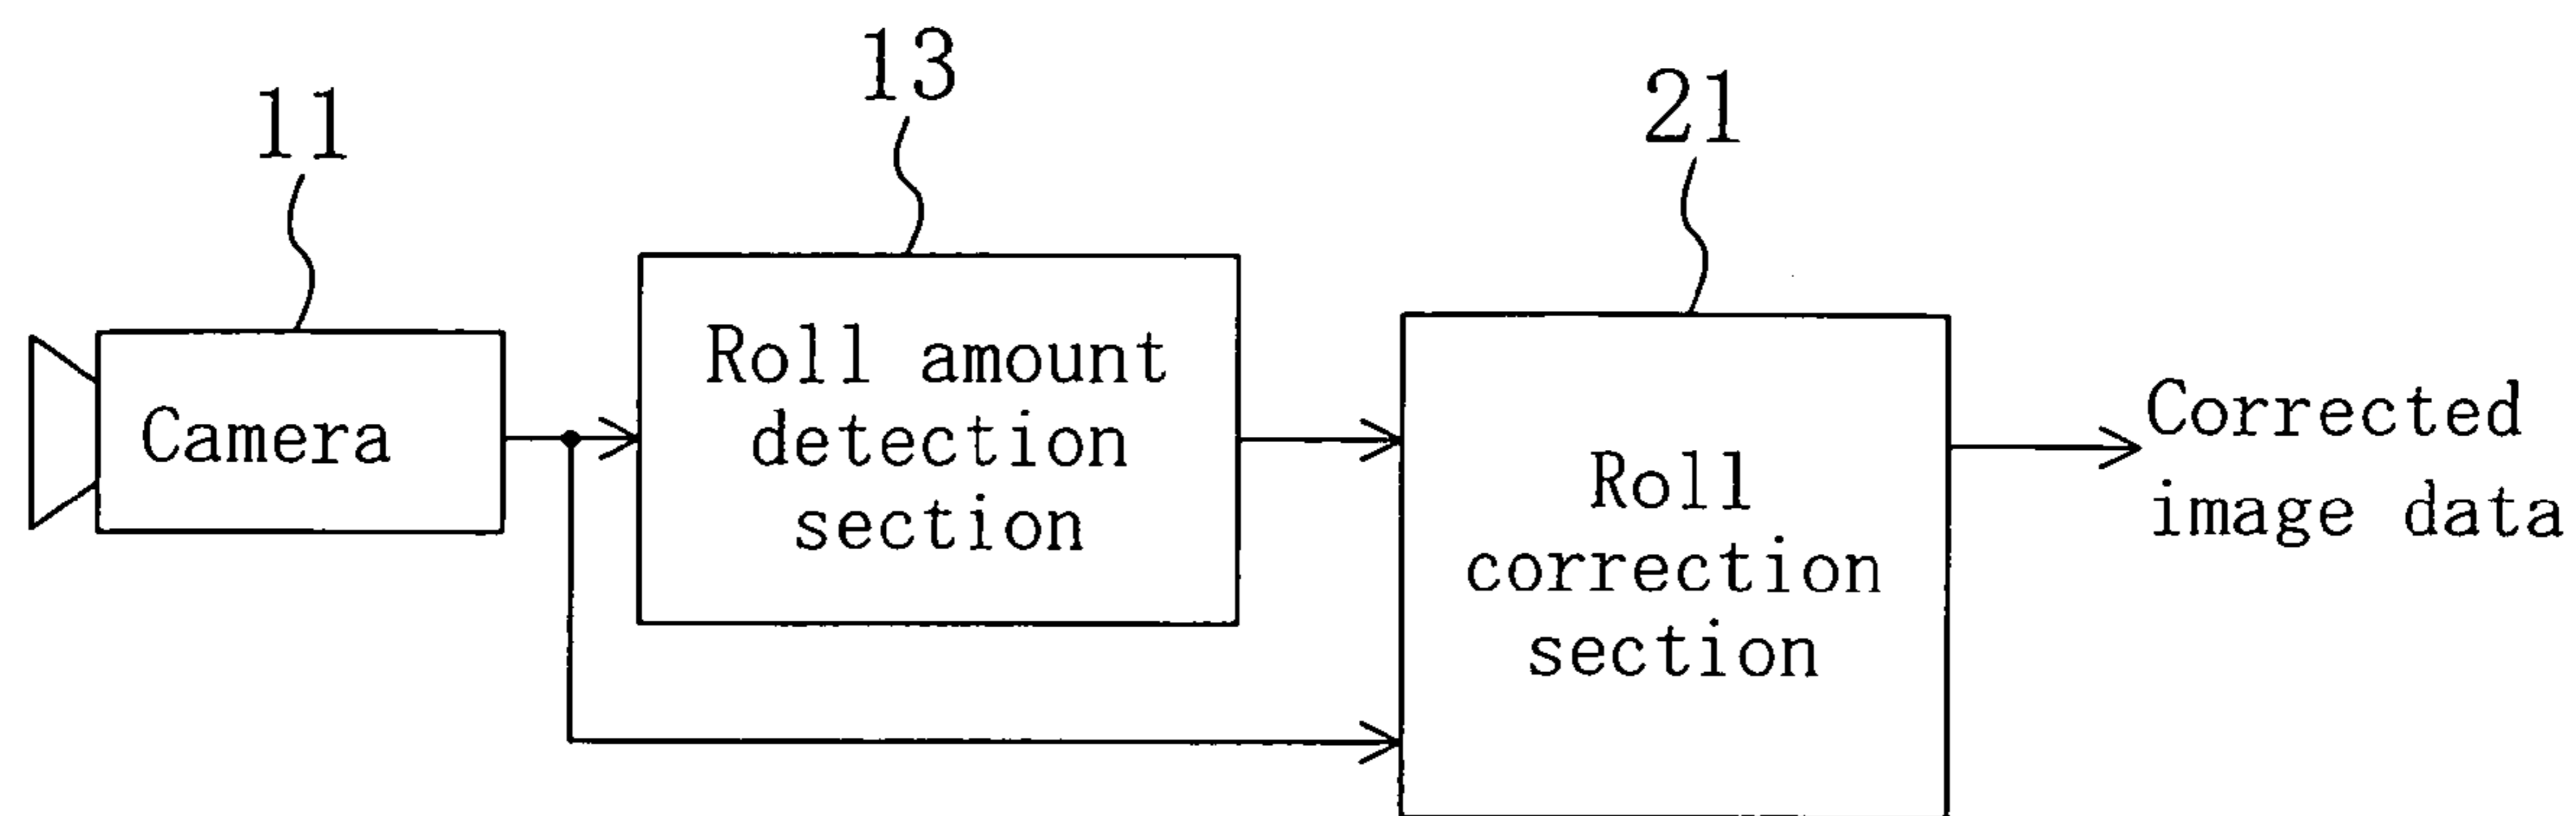 11
13
21
Camera
Roll amount
detection
section
Roll
correction
section
Corrected
image data